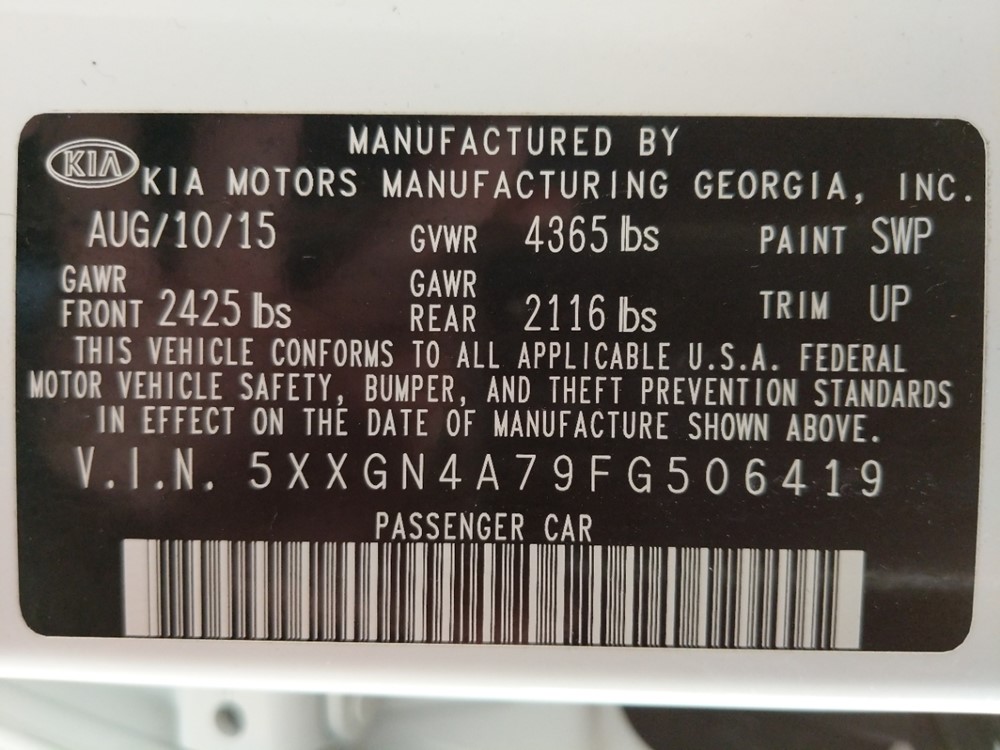 MANUFACTURED BY
KIA KIA MOTORS MANUFACTURING GEORGIA, INC.
AUG/10/15 GVWR 4365 lbs PAINT SWP
GAWR FRONT 2425 lbs GAWR REAR 2116 lbs TRIM UP
THIS VEHICLE CONFORMS TO ALL APPLICABLE U.S.A. FEDERAL
MOTOR VEHICLE SAFETY, BUMPER, AND THEFT PREVENTION STANDARDS
IN EFFECT ON THE DATE OF MANUFACTURE SHOWN ABOVE.
V.I.N. 5XXGN4A79FG506419
PASSENGER CAR